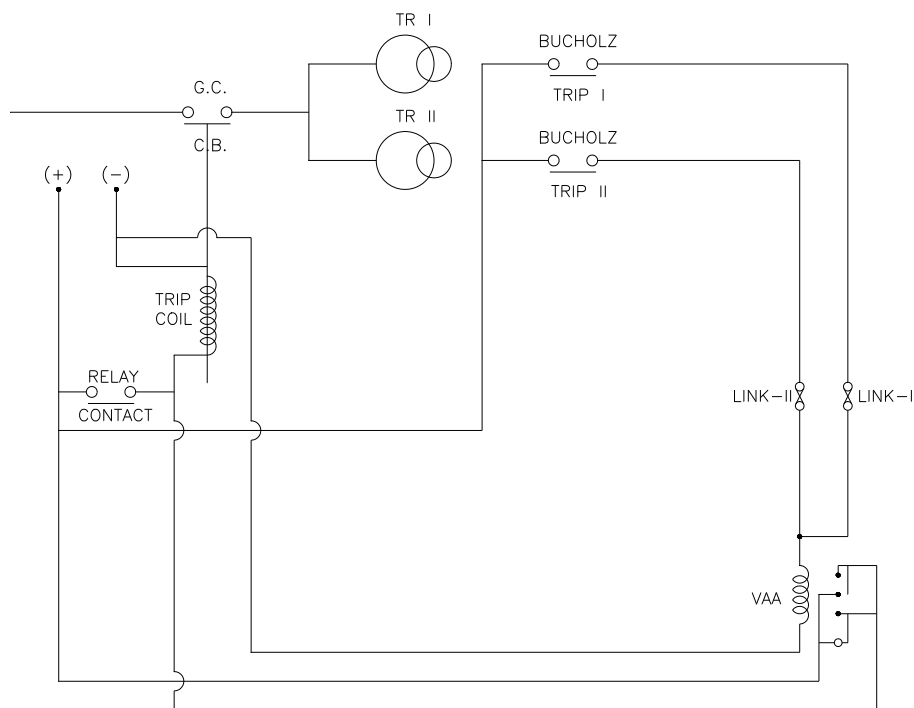 TR I
BUCHOLZ
G.C.
TRIP I
TR II
BUCHOLZ
C.B.
(+) (-)
TRIP II
TRIP
COIL
RELAY
CONTACT
LINK-II
LINK-I
VAA